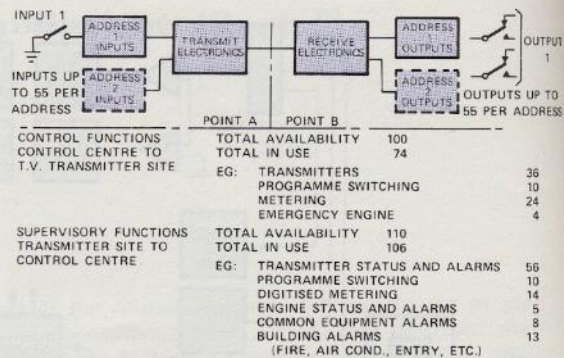 INPUT 1
ADDRESS
1
INPUTS
TRANSMIT
ELECTRONICS
RECEIVE
ELECTRONICS
ADDRESS
1
OUTPUTS
OUTPUT
1
INPUTS UP
TO 55 PER
ADDRESS
ADDRESS
2
INPUTS
ADDRESS
2
OUTPUTS
OUTPUTS UP TO
55 PER ADDRESS
POINT A
POINT B
CONTROL FUNCTIONS TOTAL AVAILABILITY 100
CONTROL CENTRE TO TOTAL IN USE 74
T.V. TRANSMITTER SITE
EG: TRANSMITTERS 36
PROGRAMME SWITCHING 10
METERING 24
EMERGENCY ENGINE 4
SUPERVISORY FUNCTIONS TOTAL AVAILABILITY 110
TRANSMITTER SITE TO TOTAL IN USE 106
CONTROL CENTRE
EG: TRANSMITTER STATUS AND ALARMS 56
PROGRAMME SWITCHING 10
DIGITISED METERING 14
ENGINE STATUS AND ALARMS 5
COMMON EQUIPMENT ALARMS 8
BUILDING ALARMS 13
(FIRE, AIR COND., ENTRY, ETC.)